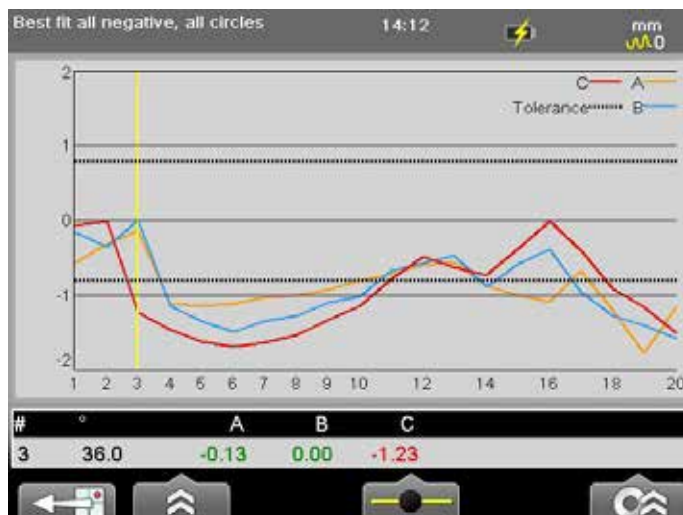 Best fit all negative, all circles 14:12 mm
0
2
C A
Tolerance B
1
0
-1
-2
1 2 3 4 5 6 7 8 9 10 12 14 16 18 20
# ° A B C
3 36.0 -0.13 0.00 -1.23